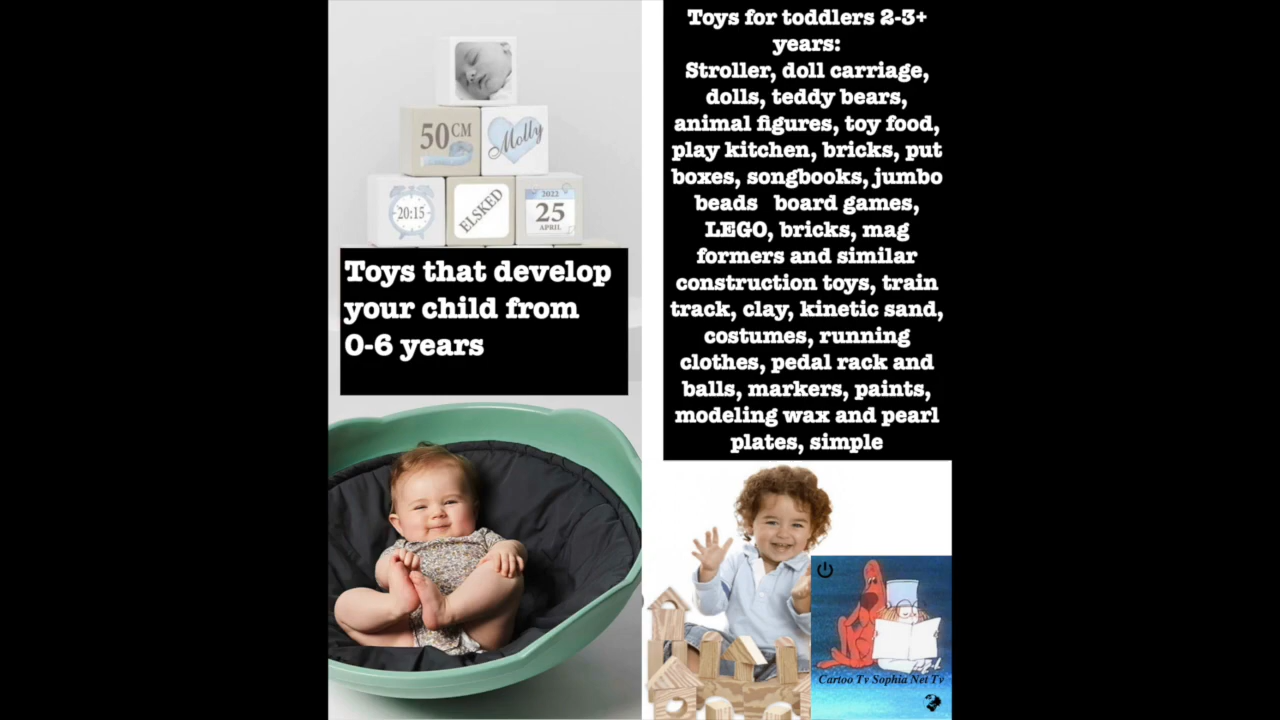 50CM
Molly
20:15
ELSKED
2022
25
APRIL
Toys that develop
your child from
0-6 years
Toys for toddlers 2-3+
years:
Stroller, doll carriage,
dolls, teddy bears,
animal figures, toy food,
play kitchen, bricks, put
boxes, songbooks, jumbo
beads board games,
LEGO, bricks, mag
formers and similar
construction toys, train
track, clay, kinetic sand,
costumes, running
clothes, pedal rack and
balls, markers, paints,
modeling wax and pearl
plates, simple
Cartoo Tv Sophia Net Tv